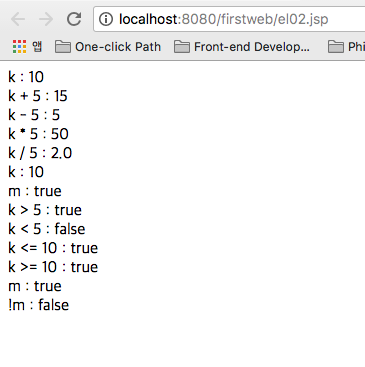 localhost:8080/firstweb/el02.jsp
앱 One-click Path Front-end Develop... Phi
k : 10
k + 5 : 15
k - 5 : 5
k * 5 : 50
k / 5 : 2.0
k : 10
m : true
k > 5 : true
k < 5 : false
k <= 10 : true
k >= 10 : true
m : true
!m : false